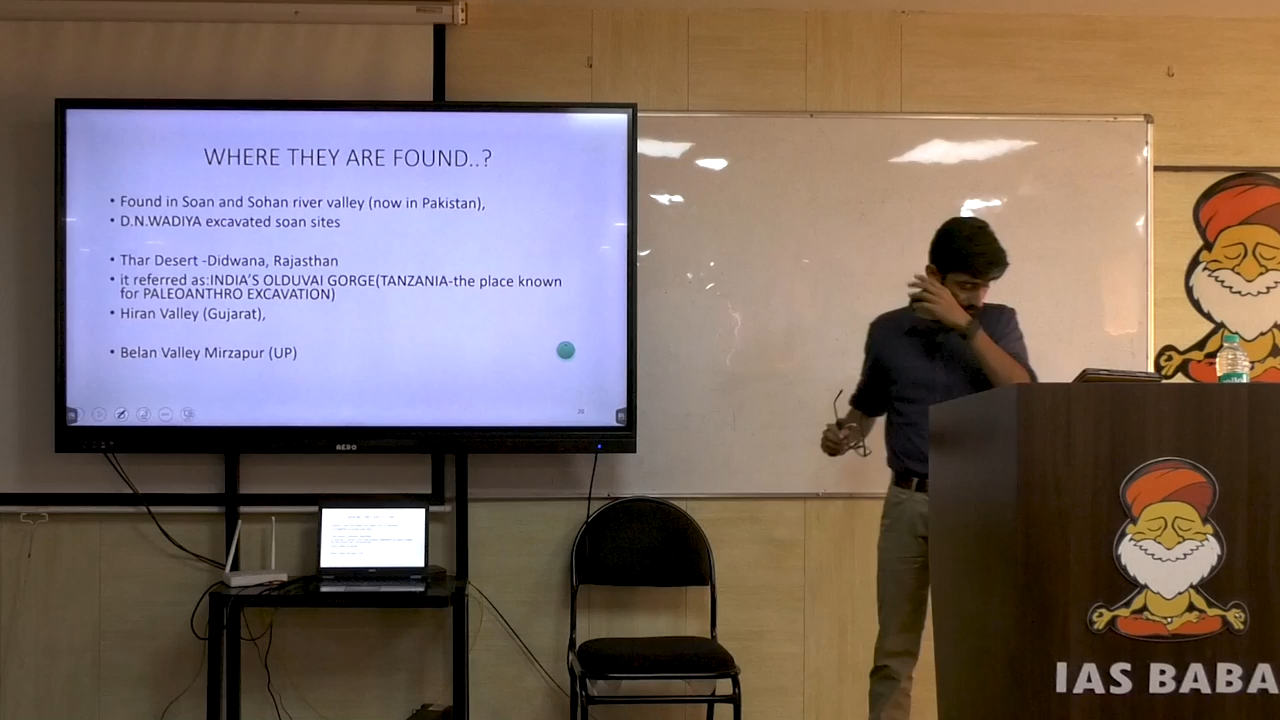 WHERE THEY ARE FOUND..?
• Found in Soan and Sohan river valley (now in Pakistan),
• D.N.WADIYA excavated soan sites
• Thar Desert -Didwana, Rajasthan
• it referred as:INDIA'S OLDUVAI GORGE(TANZANIA-the place known
for PALEOANTHRO EXCAVATION)
• Hiran Valley (Gujarat),
• Belan Valley Mirzapur (UP)
IAS BABA